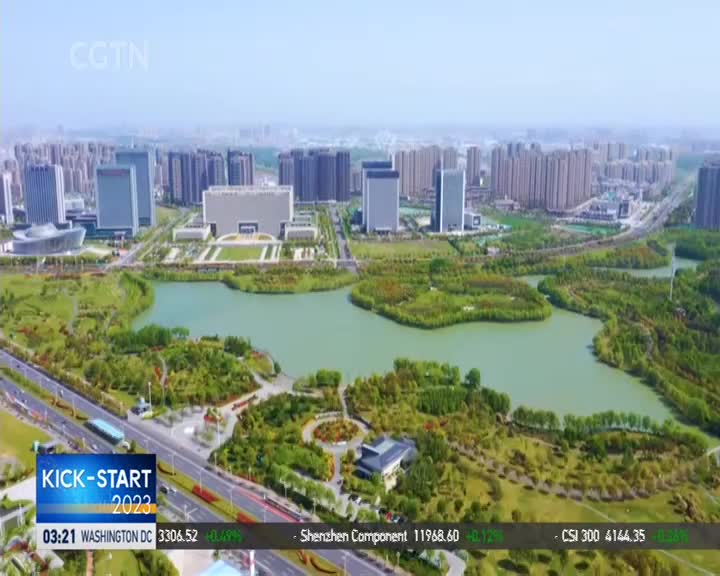 CGTN
KICK-START
2023
03:21 WASHINGTON DC 3306.52 +0.49% - Shenzhen Component 11968.60 +0.12% - CSI 300 4144.35 +0.26%